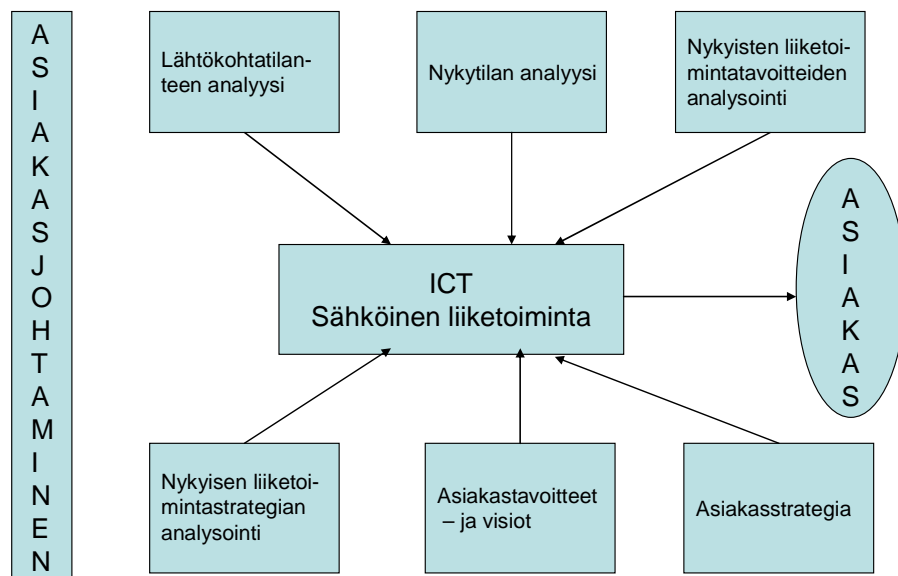 A
S
I
A
K
A
S
J
O
H
T
A
M
I
N
E
N
Lähtökohtatilan-
teen analyysi
Nykytilan analyysi
Nykyisten liiketoi-
mintatavoitteiden
analysointi
ICT
Sähköinen liiketoiminta
A
S
I
A
K
A
S
Nykyisen liiketoi-
mintastrategian
analysointi
Asiakastavoitteet
– ja visiot
Asiakasstrategia